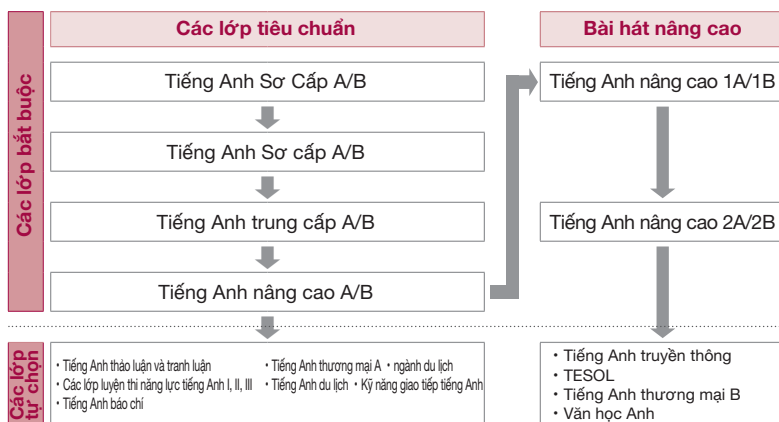 Các lớp tiêu chuẩn
Bài hát nâng cao
Các lớp bắt buộc
Tiếng Anh Sơ Cấp A/B
Tiếng Anh Sơ cấp A/B
Tiếng Anh trung cấp A/B
Tiếng Anh nâng cao A/B
Tiếng Anh nâng cao 1A/1B
Tiếng Anh nâng cao 2A/2B
Các lớp
tự chọn
• Tiếng Anh thảo luận và tranh luận
• Các lớp luyện thi năng lực tiếng Anh I, II, III
• Tiếng Anh báo chí
• Tiếng Anh thương mại A • ngành du lịch
• Tiếng Anh du lịch • Kỹ năng giao tiếp tiếng Anh
• Tiếng Anh truyền thông
• TESOL
• Tiếng Anh thương mại B
• Văn học Anh